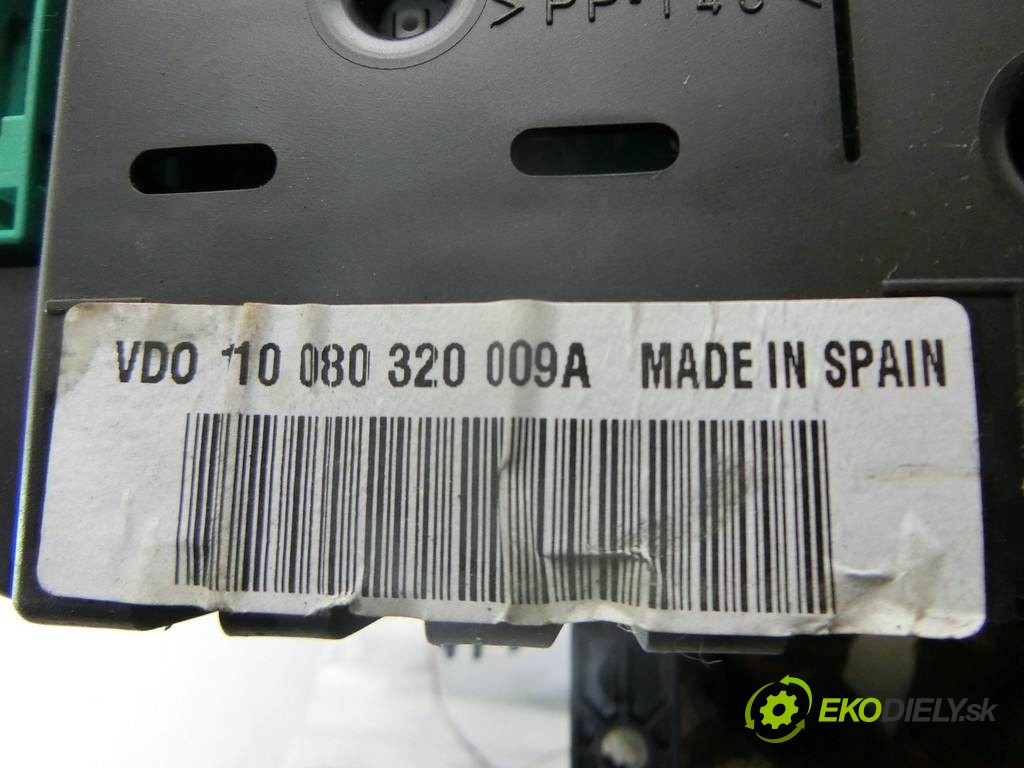 VDO 110 080 320 009A MADE IN SPAIN
EKODIELY.sk